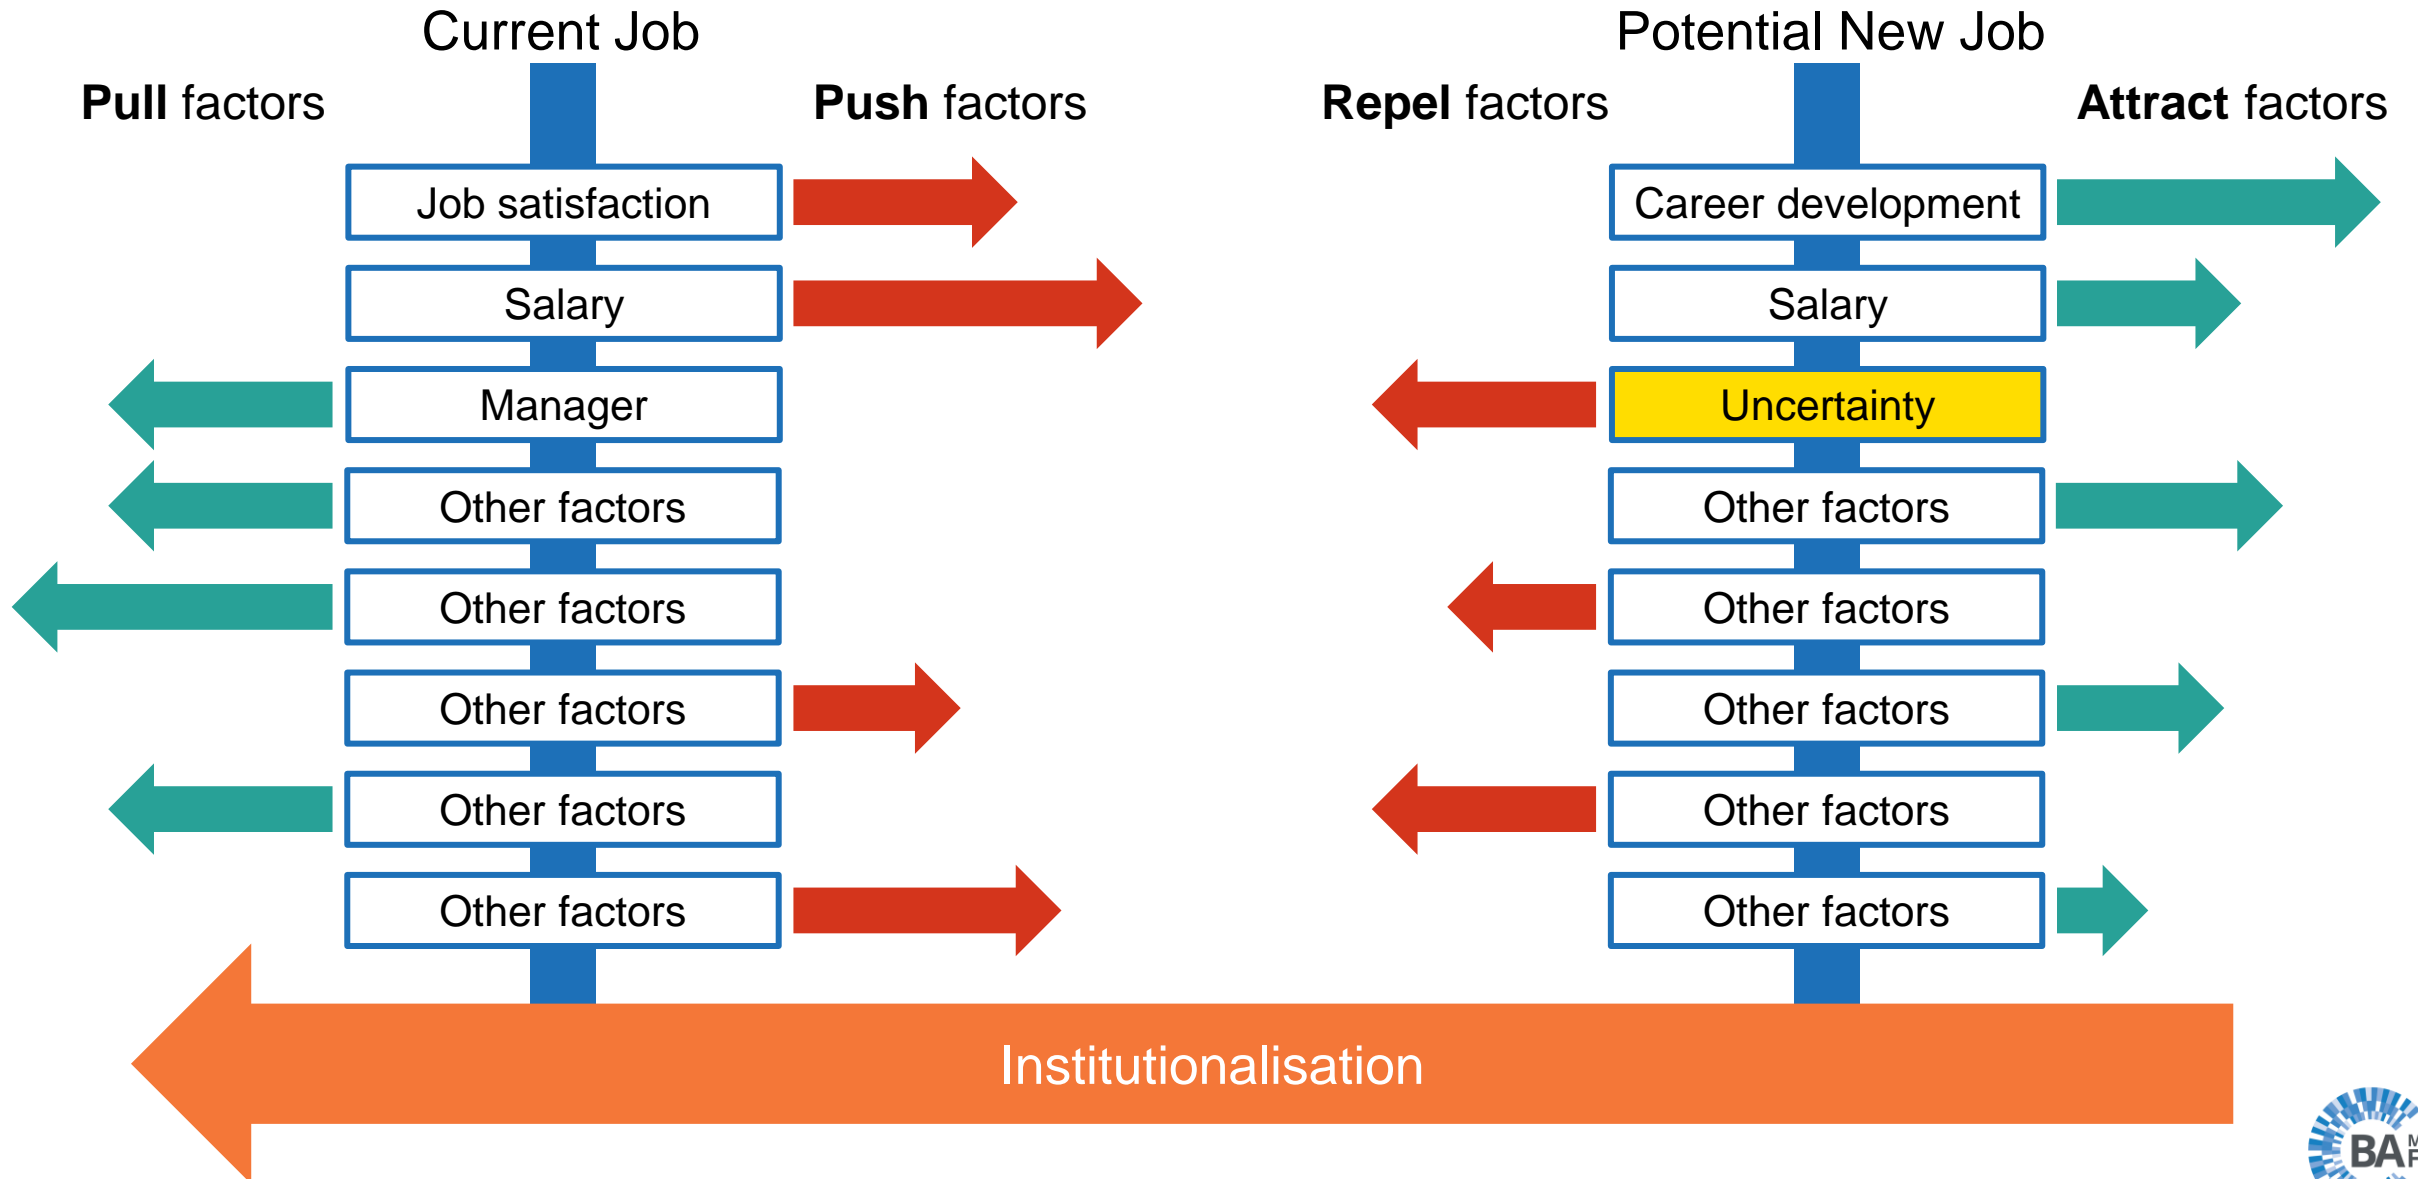 Current Job
Pull factors
Push factors
Job satisfaction
Salary
Manager
Other factors
Other factors
Other factors
Other factors
Other factors
Potential New Job
Repel factors
Attract factors
Career development
Salary
Uncertainty
Other factors
Other factors
Other factors
Other factors
Other factors
Institutionalisation
BA